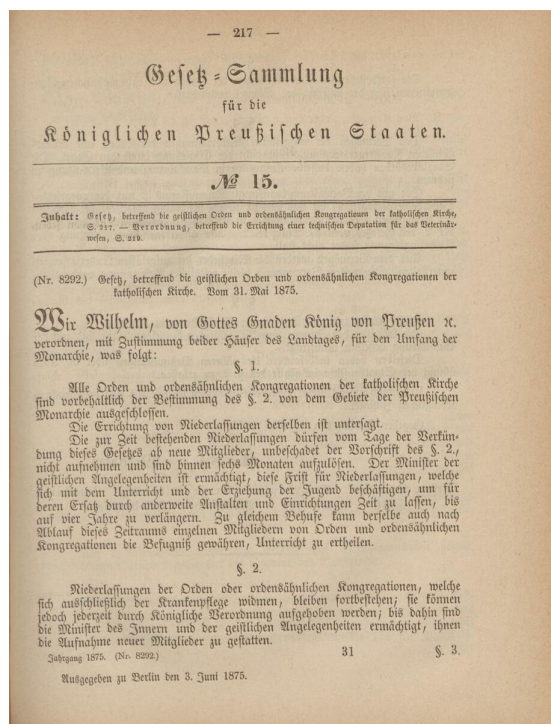 — 217 —
Gesetz-Sammlung
für die
Königlichen Preußischen Staaten.
№ 15.
Inhalt: Gesetz, betreffend die geistlichen Orden und ordensähnlichen Kongregationen der katholischen Kirche,
S. 217. — Verordnung, betreffend die Errichtung einer technischen Deputation für das Veterinär-
wesen, S. 219.
(Nr. 8292.) Gesetz, betreffend die geistlichen Orden und ordensähnlichen Kongregationen der
katholischen Kirche. Vom 31. Mai 1875.
Wir Wilhelm, von Gottes Gnaden König von Preußen ꝛc.
verordnen, mit Zustimmung beider Häuser des Landtages, für den Umfang der
Monarchie, was folgt:
§. 1.
Alle Orden und ordensähnlichen Kongregationen der katholischen Kirche
sind vorbehaltlich der Bestimmung des §. 2. von dem Gebiete der Preußischen
Monarchie ausgeschlossen.
Die Errichtung von Niederlassungen derselben ist untersagt.
Die zur Zeit bestehenden Niederlassungen dürfen vom Tage der Verkün-
dung dieses Gesetzes ab neue Mitglieder, unbeschadet der Vorschrift des §. 2.,
nicht aufnehmen und sind binnen sechs Monaten aufzulösen. Der Minister der
geistlichen Angelegenheiten ist ermächtigt, diese Frist für Niederlassungen, welche
sich mit dem Unterricht und der Erziehung der Jugend beschäftigen, um für
deren Ersatz durch anderweite Anstalten und Einrichtungen Zeit zu lassen, bis
auf vier Jahre zu verlängern. Zu gleichem Behufe kann derselbe auch nach
Ablauf dieses Zeitraums einzelnen Mitgliedern von Orden und ordensähnlichen
Kongregationen die Befugniß gewähren, Unterricht zu ertheilen.
§. 2.
Niederlassungen der Orden oder ordensähnlichen Kongregationen, welche
sich ausschließlich der Krankenpflege widmen, bleiben fortbestehen; sie können
jedoch jederzeit durch Königliche Verordnung aufgehoben werden; bis dahin sind
die Minister des Innern und der geistlichen Angelegenheiten ermächtigt, ihnen
die Aufnahme neuer Mitglieder zu gestatten.
Jahrgang 1875. (Nr. 8292.) 31 §. 3.
Ausgegeben zu Berlin den 3. Juni 1875.